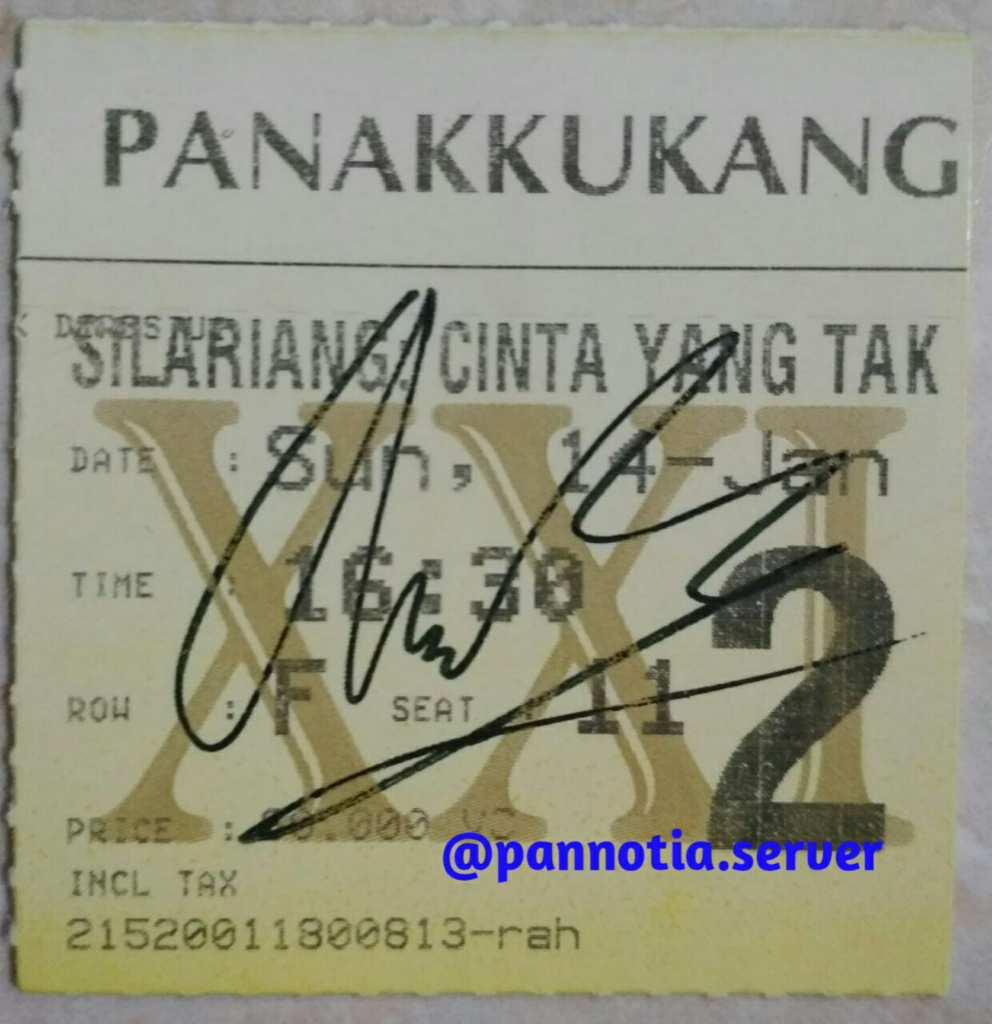 PANAKKUKANG
SILARIANG: CINTA YANG TAK
XXI
DATE : Sun, 14-Jan
TIME : 16:30
ROW : F SEAT : 11
2
PRICE : .000
@pannotia.server
INCL TAX
21520011800813-rah